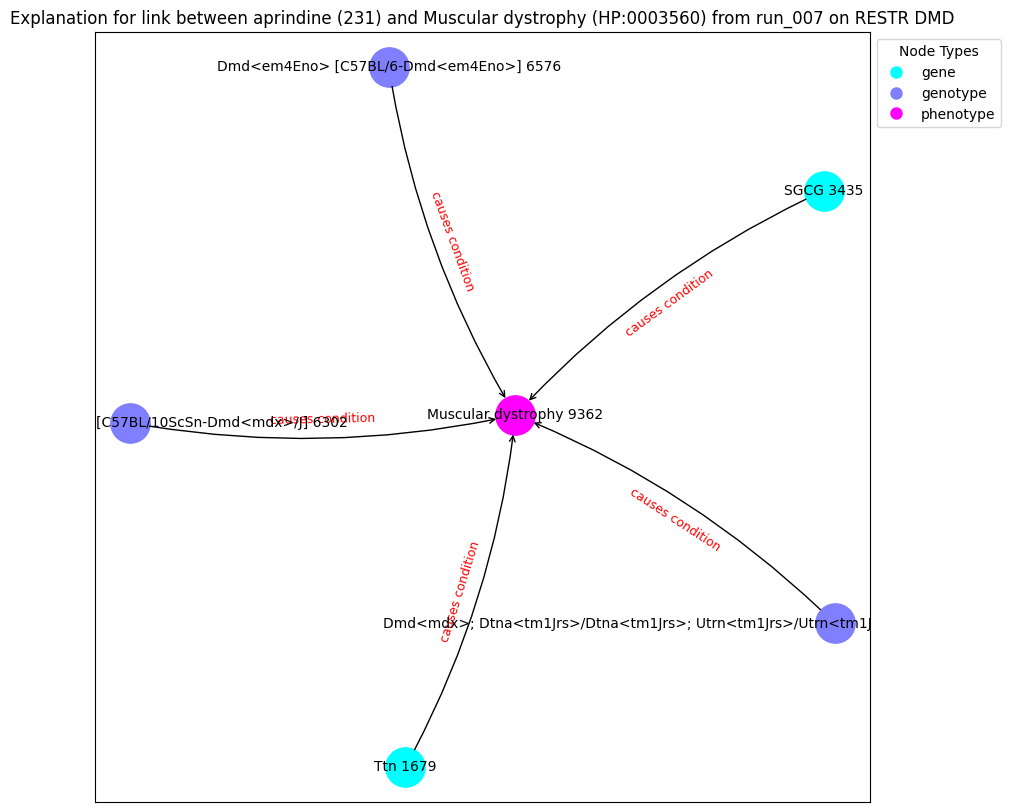 Explanation for link between aprindine (231) and Muscular dystrophy (HP:0003560) from run_007 on RESTR DMD
Node Types
gene
genotype
phenotype
Dmd<em4Eno> [C57BL/6-Dmd<em4Eno>] 6576
SGCG 3435
causes condition
causes condition
Muscular dystrophy 9362
[C57BL/10ScSn-Dmd<mdx>/J] 6302
causes condition
causes condition
causes condition
Dmd<mdx>; Dtna<tm1Jrs>/Dtna<tm1Jrs>; Utrn<tm1Jrs>/Utrn<tm1J
Ttn 1679